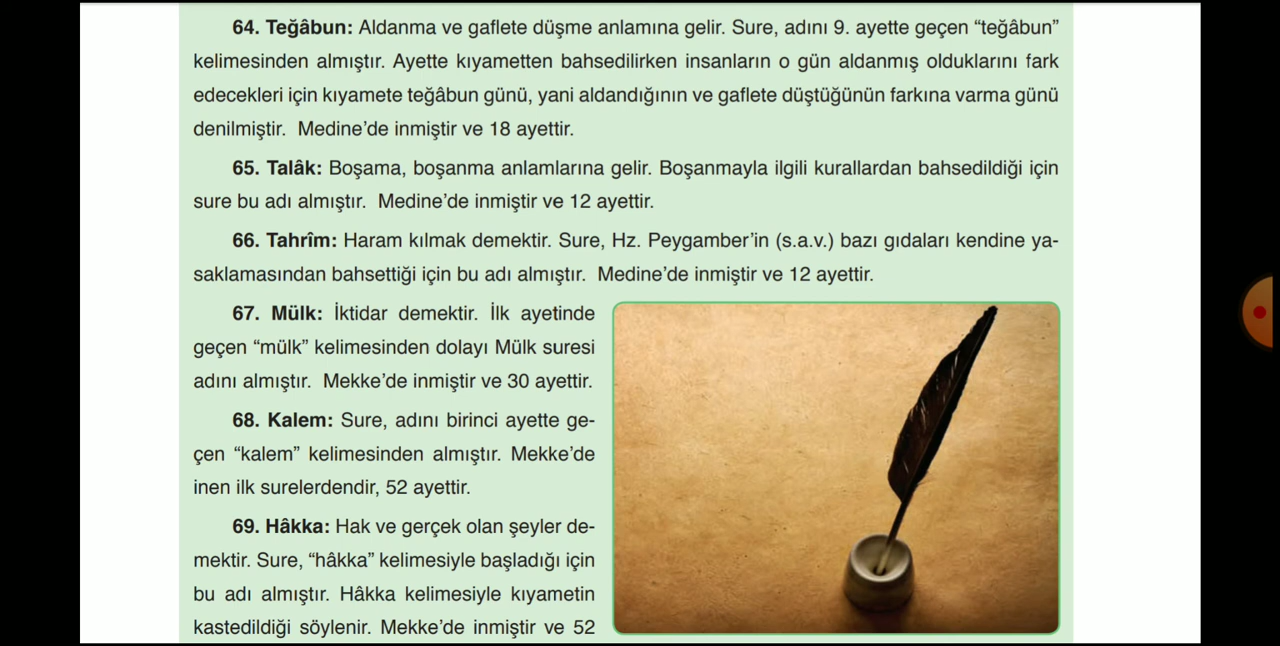 64. Teğâbun: Aldanma ve gaflete düşme anlamına gelir. Sure, adını 9. ayette geçen “teğâbun”
kelimesinden almıştır. Ayette kıyametten bahsedilirken insanların o gün aldanmış olduklarını fark
edecekleri için kıyamete teğâbun günü, yani aldandığının ve gaflete düştüğünün farkına varma günü
denilmiştir. Medine’de inmiştir ve 18 ayettir.
65. Talâk: Boşama, boşanma anlamlarına gelir. Boşanmayla ilgili kurallardan bahsedildiği için
sure bu adı almıştır. Medine’de inmiştir ve 12 ayettir.
66. Tahrîm: Haram kılmak demektir. Sure, Hz. Peygamber’in (s.a.v.) bazı gıdaları kendine ya-
saklamasından bahsettiği için bu adı almıştır. Medine’de inmiştir ve 12 ayettir.
67. Mülk: İktidar demektir. İlk ayetinde
geçen “mülk” kelimesinden dolayı Mülk suresi
adını almıştır. Mekke’de inmiştir ve 30 ayettir.
68. Kalem: Sure, adını birinci ayette ge-
çen “kalem” kelimesinden almıştır. Mekke’de
inen ilk surelerdendir, 52 ayettir.
69. Hâkka: Hak ve gerçek olan şeyler de-
mektir. Sure, “hâkka” kelimesiyle başladığı için
bu adı almıştır. Hâkka kelimesiyle kıyametin
kastedildiği söylenir. Mekke’de inmiştir ve 52